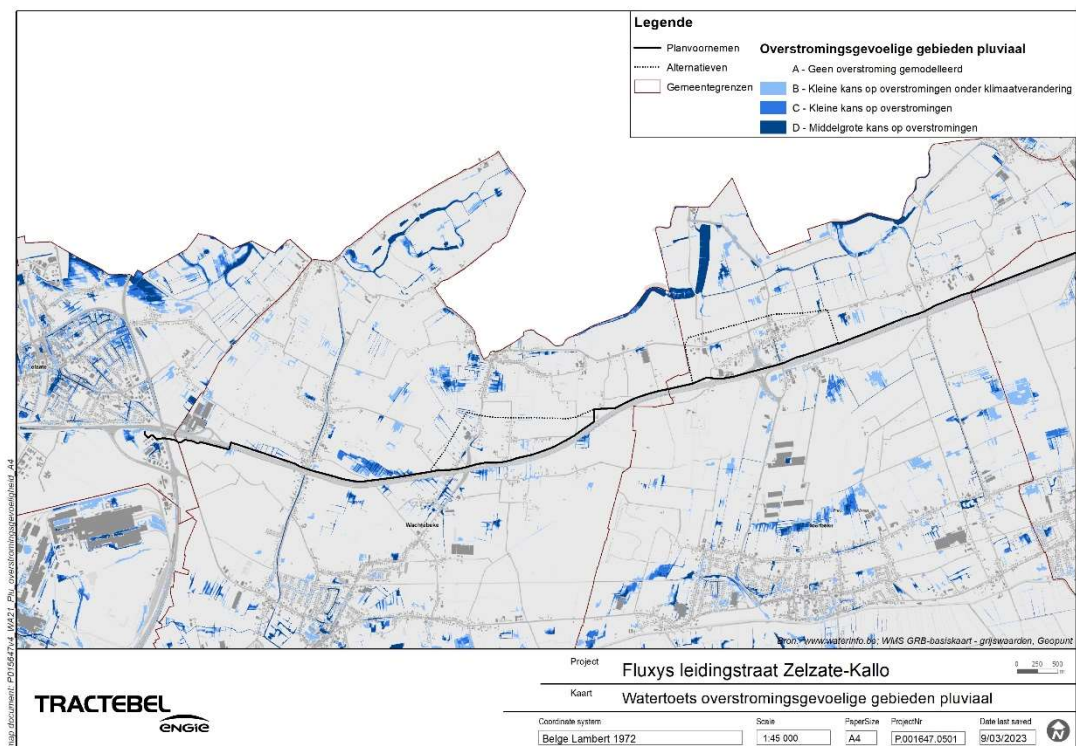 Legende
Planvoornemen
Alternatieven
Gemeentegrenzen
Overstromingsgevoelige gebieden pluviaal
A - Geen overstroming gemodelleerd
B - Kleine kans op overstromingen onder klimaatverandering
C - Kleine kans op overstromingen
D - Middelgrote kans op overstromingen
Wachtebeke
Bron: www.waterinfo.be; WMS GRB-basiskaart - grijswaarden, Geopunt
map document: P015647v4_WA21_Plu_overstromingsgevoeligheid_A4
TRACTEBEL
ENGIE
Project
Fluxys leidingstraat Zelzate-Kallo
0 250 500
m
Kaart
Watertoets overstromingsgevoelige gebieden pluviaal
Coordinate system
Belge Lambert 1972
Scale
1:45 000
PaperSize
A4
ProjectNr
P.001647.0501
Date last saved
9/03/2023